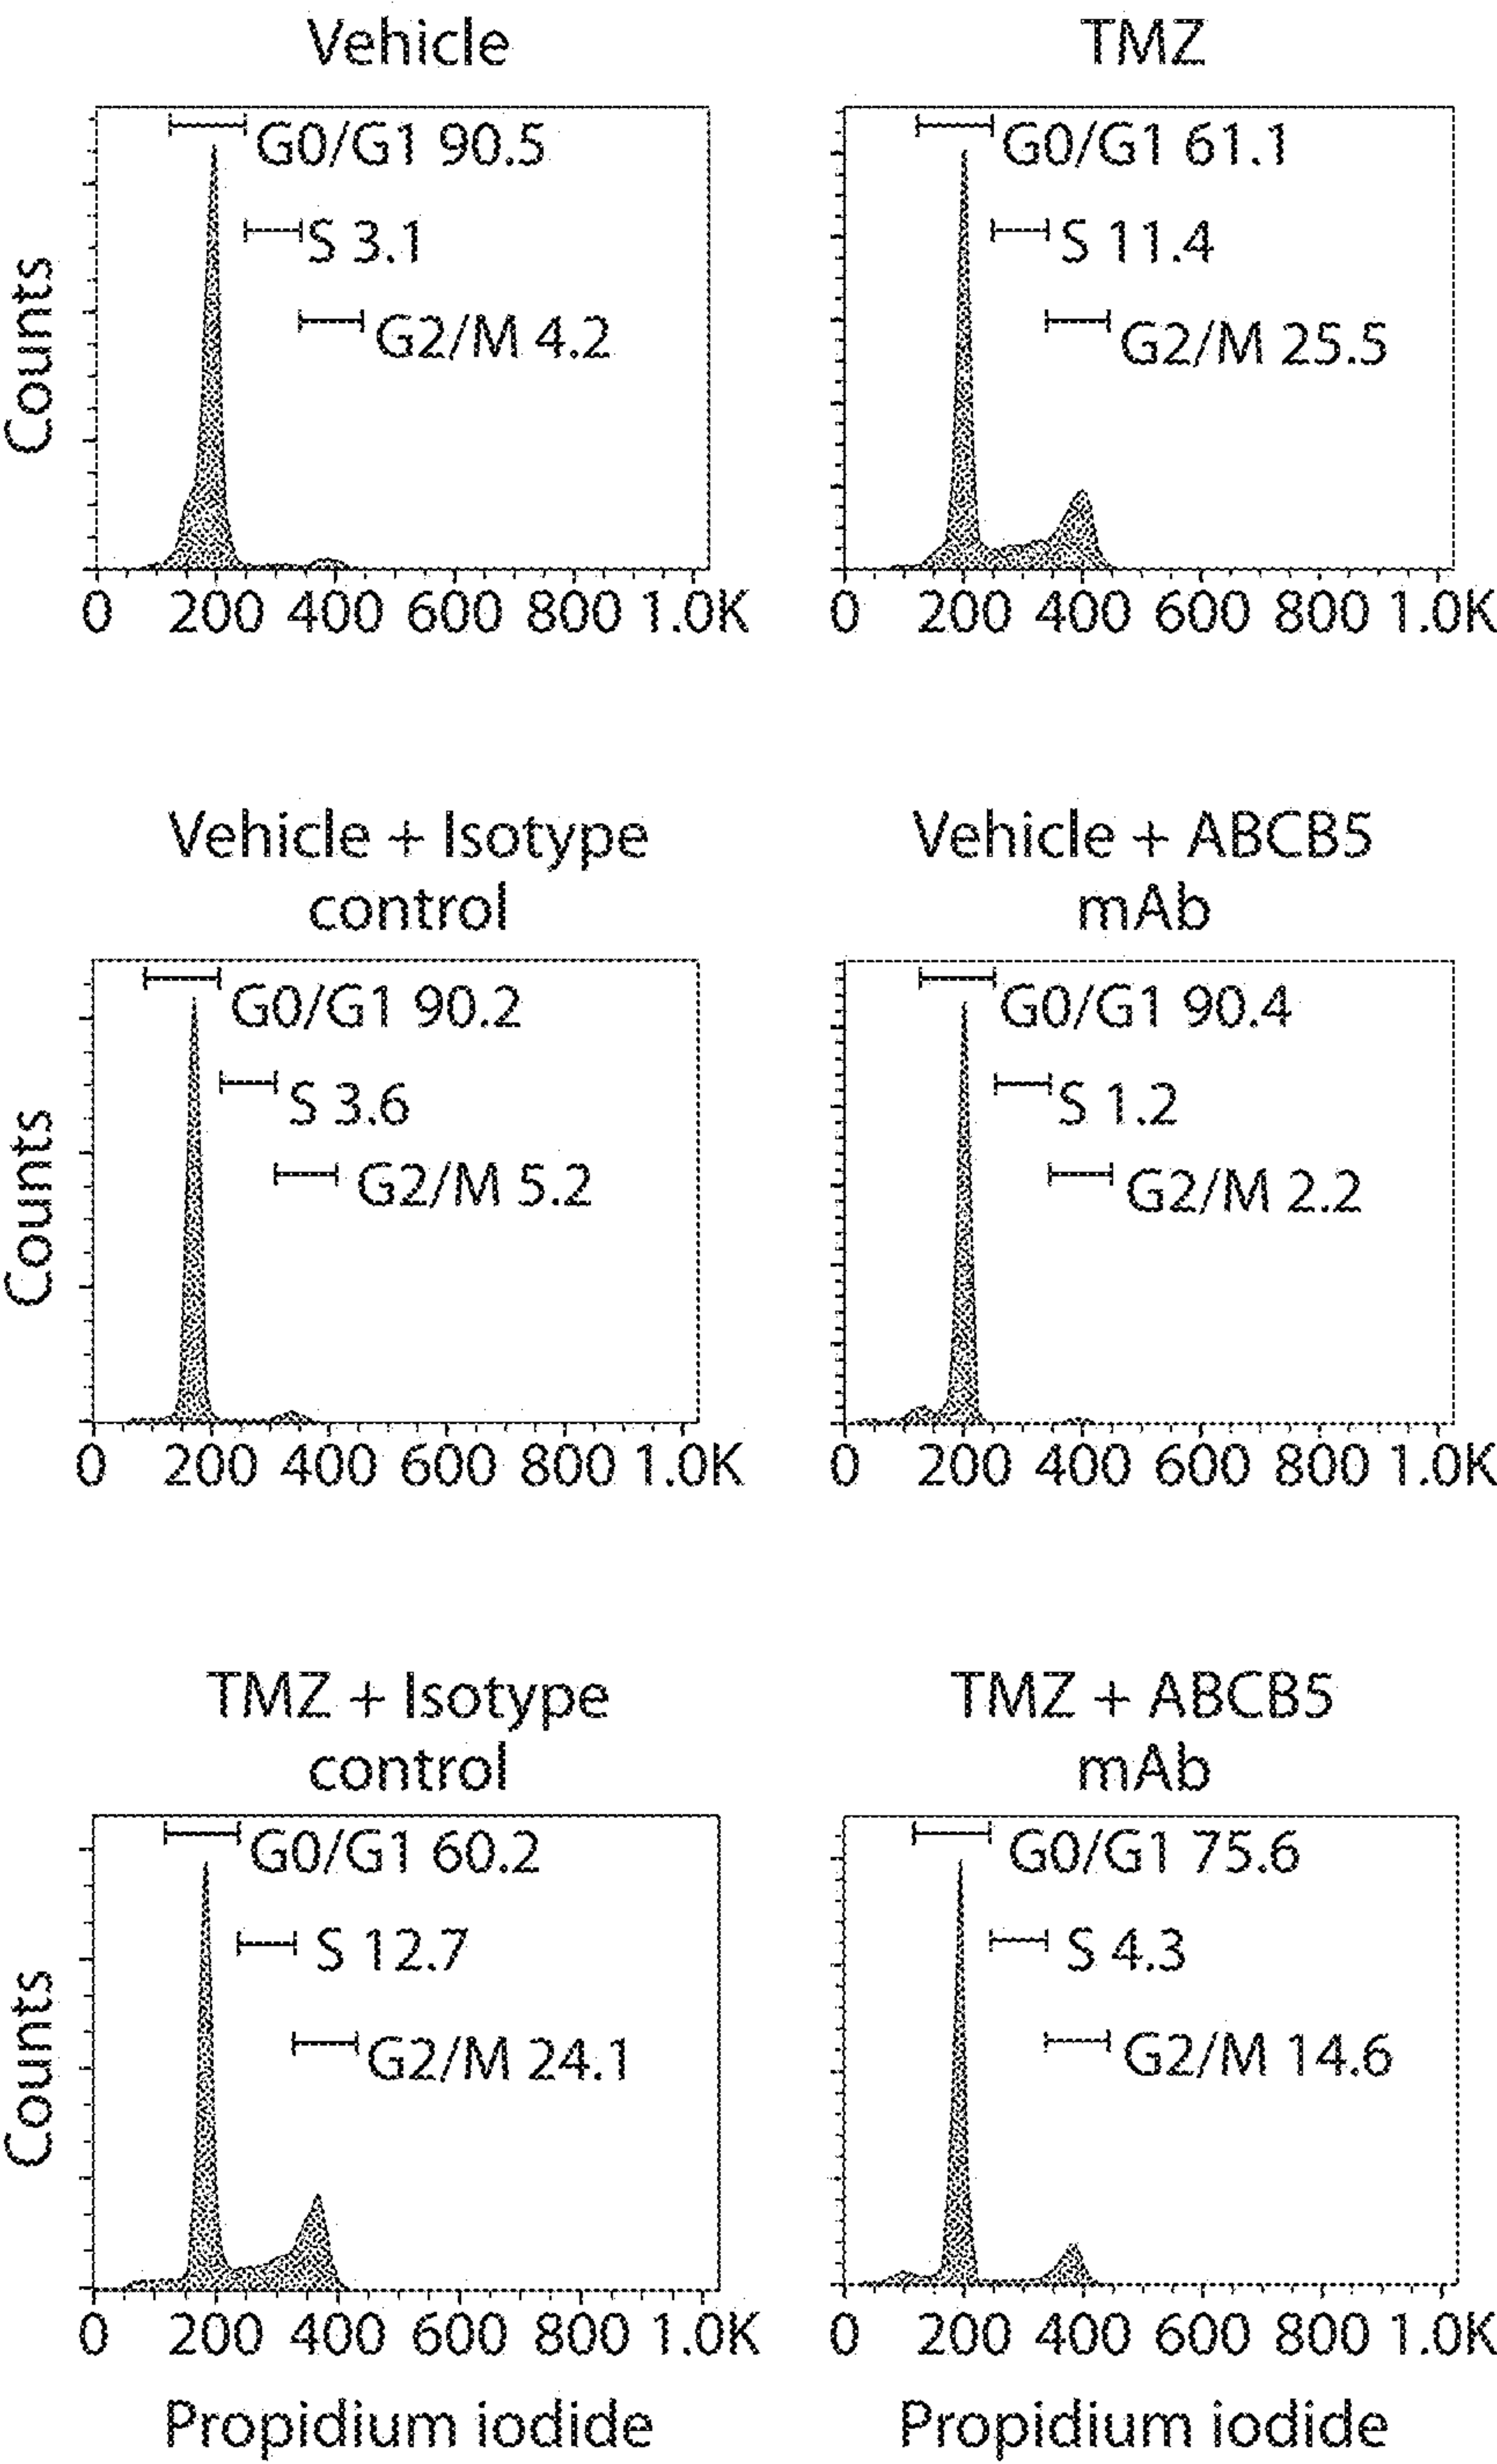 Vehicle
G0/G1 90.5
S 3.1
G2/M 4.2
Counts
0 200 400 600 800 1.0K
TMZ
G0/G1 61.1
S 11.4
G2/M 25.5
0 200 400 600 800 1.0K
Vehicle + Isotype
control
G0/G1 90.2
S 3.6
G2/M 5.2
Counts
0 200 400 600 800 1.0K
Vehicle + ABCB5
mAb
G0/G1 90.4
S 1.2
G2/M 2.2
0 200 400 600 800 1.0K
TMZ + Isotype
control
G0/G1 60.2
S 12.7
G2/M 24.1
Counts
0 200 400 600 800 1.0K
Propidium iodide
TMZ + ABCB5
mAb
G0/G1 75.6
S 4.3
G2/M 14.6
0 200 400 600 800 1.0K
Propidium iodide